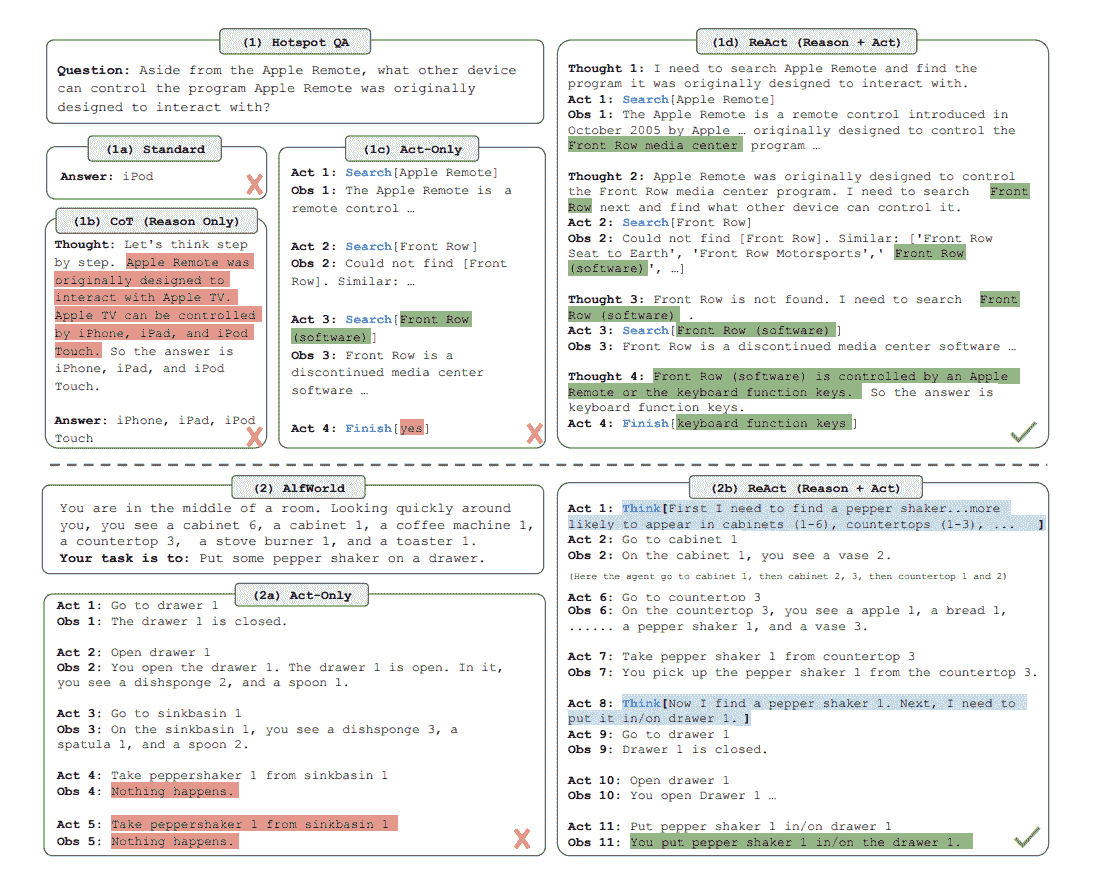 (1) Hotspot QA
Question: Aside from the Apple Remote, what other device
can control the program Apple Remote was originally
designed to interact with?
(1a) Standard
Answer: iPod
(1b) CoT (Reason Only)
Thought: Let's think step
by step. Apple Remote was
originally designed to
interact with Apple TV.
Apple TV can be controlled
by iPhone, iPad, and iPod
Touch. So the answer is
iPhone, iPad, and iPod
Touch.
Answer: iPhone, iPad, iPod
Touch
(1c) Act-Only
Act 1: Search[Apple Remote]
Obs 1: The Apple Remote is a
remote control …
Act 2: Search[Front Row ]
Obs 2: Could not find [Front
Row]. Similar: …
Act 3: Search[Front Row
(software) ]
Obs 3: Front Row is a
discontinued media center
software …
Act 4: Finish[yes]
(1d) ReAct (Reason + Act)
Thought 1: I need to search Apple Remote and find the
program it was originally designed to interact with.
Act 1: Search[Apple Remote]
Obs 1: The Apple Remote is a remote control introduced in
October 2005 by Apple … originally designed to control the
Front Row media center program …
Thought 2: Apple Remote was originally designed to control
the Front Row media center program. I need to search Front
Row next and find what other device can control it.
Act 2: Search[Front Row]
Obs 2: Could not find [Front Row]. Similar: ['Front Row
Seat to Earth', 'Front Row Motorsports',' Front Row
(software) ', …]
Thought 3: Front Row is not found. I need to search Front
Row (software) .
Act 3: Search[Front Row (software) ]
Obs 3: Front Row is a discontinued media center software …
Thought 4: Front Row (software) is controlled by an Apple
Remote or the keyboard function keys. So the answer is
keyboard function keys.
Act 4: Finish[keyboard function keys ]
(2) AlfWorld
You are in the middle of a room. Looking quickly around
you, you see a cabinet 6, a cabinet 1, a coffee machine 1,
a countertop 3, a stove burner 1, and a toaster 1.
Your task is to: Put some pepper shaker on a drawer.
(2a) Act-Only
Act 1: Go to drawer 1
Obs 1: The drawer 1 is closed.
Act 2: Open drawer 1
Obs 2: You open the drawer 1. The drawer 1 is open. In it,
you see a dishsponge 2, and a spoon 1.
Act 3: Go to sinkbasin 1
Obs 3: On the sinkbasin 1, you see a dishsponge 3, a
spatula 1, and a spoon 2.
Act 4: Take peppershaker 1 from sinkbasin 1
Obs 4: Nothing happens.
Act 5: Take peppershaker 1 from sinkbasin 1
Obs 5: Nothing happens.
(2b) ReAct (Reason + Act)
Act 1: Think[First I need to find a pepper shaker...more
likely to appear in cabinets (1-6), countertops (1-3), ... ]
Act 2: Go to cabinet 1
Obs 2: On the cabinet 1, you see a vase 2.
(Here the agent go to cabinet 1, then cabinet 2, 3, then countertop 1 and 2)
Act 6: Go to countertop 3
Obs 6: On the countertop 3, you see a apple 1, a bread 1,
...... a pepper shaker 1, and a vase 3.
Act 7: Take pepper shaker 1 from countertop 3
Obs 7: You pick up the pepper shaker 1 from the countertop 3.
Act 8: Think[Now I find a pepper shaker 1. Next, I need to
put it in/on drawer 1. ]
Act 9: Go to drawer 1
Obs 9: Drawer 1 is closed.
Act 10: Open drawer 1
Obs 10: You open Drawer 1 …
Act 11: Put pepper shaker 1 in/on drawer 1
Obs 11: You put pepper shaker 1 in/on the drawer 1.